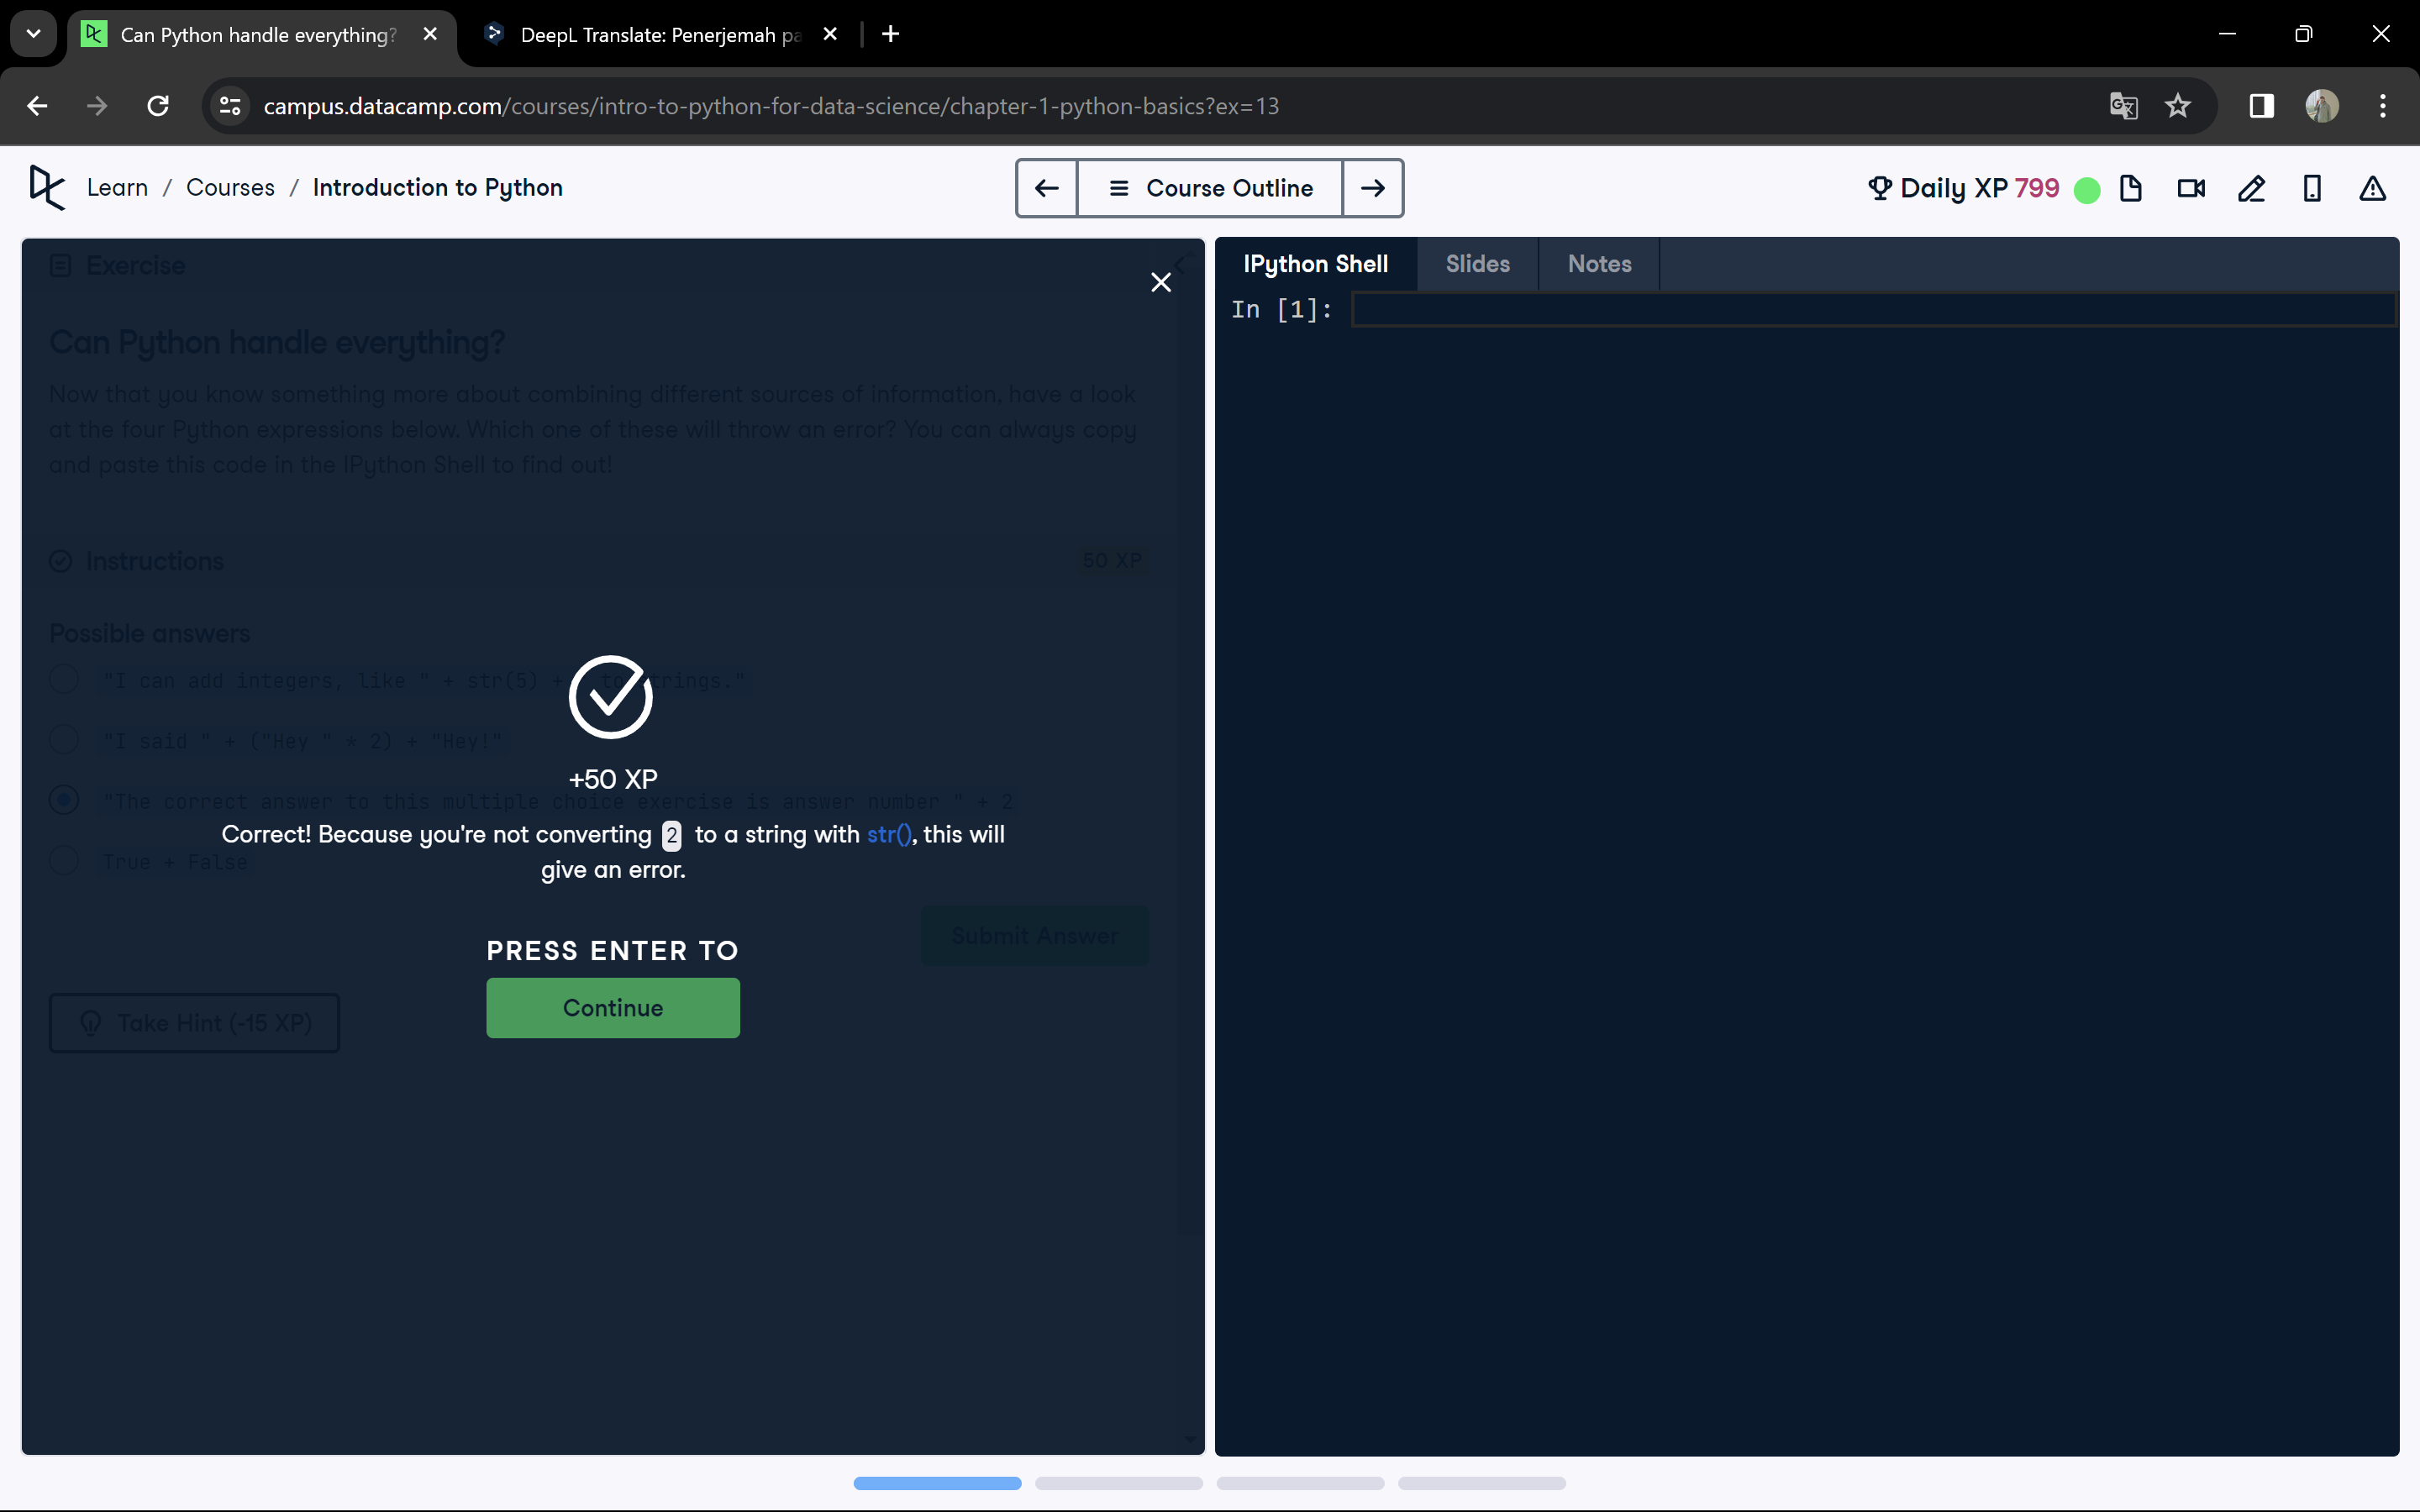 Can Python handle everything?
DeepL Translate: Penerjemah pa
campus.datacamp.com/courses/intro-to-python-for-data-science/chapter-1-python-basics?ex=13
Learn / Courses / Introduction to Python
Course Outline
Daily XP 799
Exercise
Can Python handle everything?
Now that you know something more about combining different sources of information, have a look
at the four Python expressions below. Which one of these will throw an error? You can always copy
and paste this code in the IPython Shell to find out!
Instructions
50 XP
Possible answers
"I can add integers, like " + str(5) + to trings."
"I said " + ("Hey " * 2) + "Hey!"
"The correct answer to this multiple choice exercise is answer number " + 2
True + False
Submit Answer
Take Hint (-15 XP)
+50 XP
Correct! Because you're not converting 2 to a string with str(), this will
give an error.
PRESS ENTER TO
Continue
IPython Shell
Slides
Notes
In [1]: